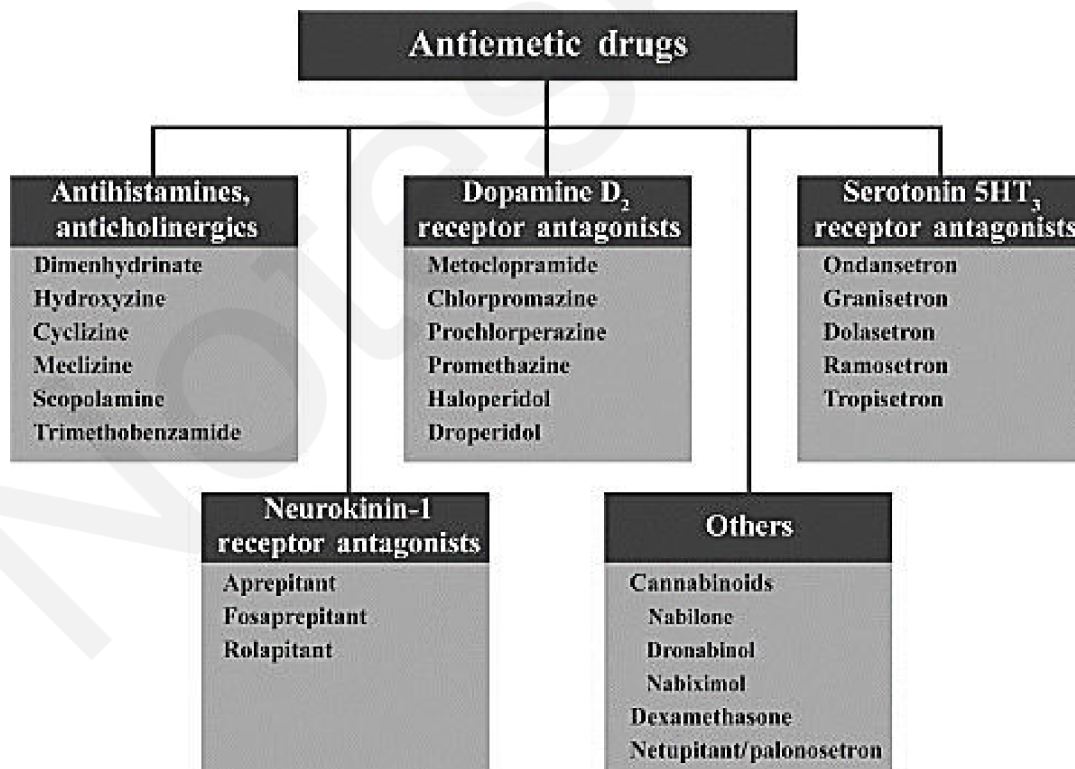 Antiemetic drugs
Antihistamines,
anticholinergics
Dimenhydrinate
Hydroxyzine
Cyclizine
Meclizine
Scopolamine
Trimethobenzamide
Dopamine D₂
receptor antagonists
Metoclopramide
Chlorpromazine
Prochlorperazine
Promethazine
Haloperidol
Droperidol
Serotonin 5HT₃
receptor antagonists
Ondansetron
Granisetron
Dolasetron
Ramosetron
Tropisetron
Neurokinin-1
receptor antagonists
Aprepitant
Fosaprepitant
Rolapitant
Others
Cannabinoids
Nabilone
Dronabinol
Nabiximol
Dexamethasone
Netupitant/palonosetron
Notes